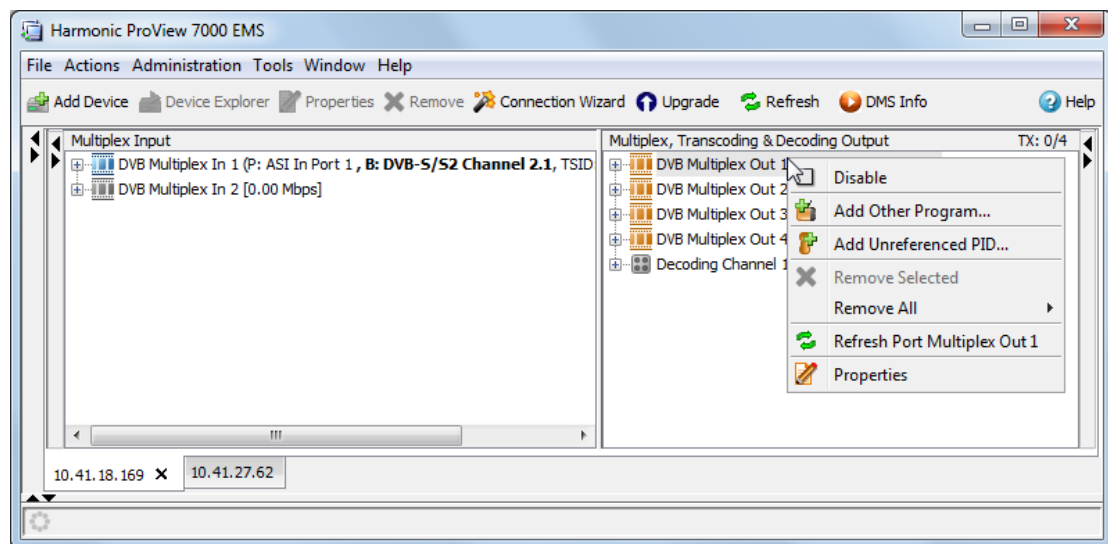 Harmonic ProView 7000 EMS
File Actions Administration Tools Window Help
Add Device Device Explorer Properties Remove Connection Wizard Upgrade Refresh DMS Info Help
Multiplex Input
DVB Multiplex In 1 (P: ASI In Port 1 , B: DVB-S/S2 Channel 2.1, TSID:
DVB Multiplex In 2 [0.00 Mbps]
Multiplex, Transcoding & Decoding Output TX: 0/4
DVB Multiplex Out 1
DVB Multiplex Out 2
DVB Multiplex Out 3
DVB Multiplex Out 4
Decoding Channel 1
Disable
Add Other Program...
Add Unreferenced PID...
Remove Selected
Remove All
Refresh Port Multiplex Out 1
Properties
10.41.18.169 10.41.27.62